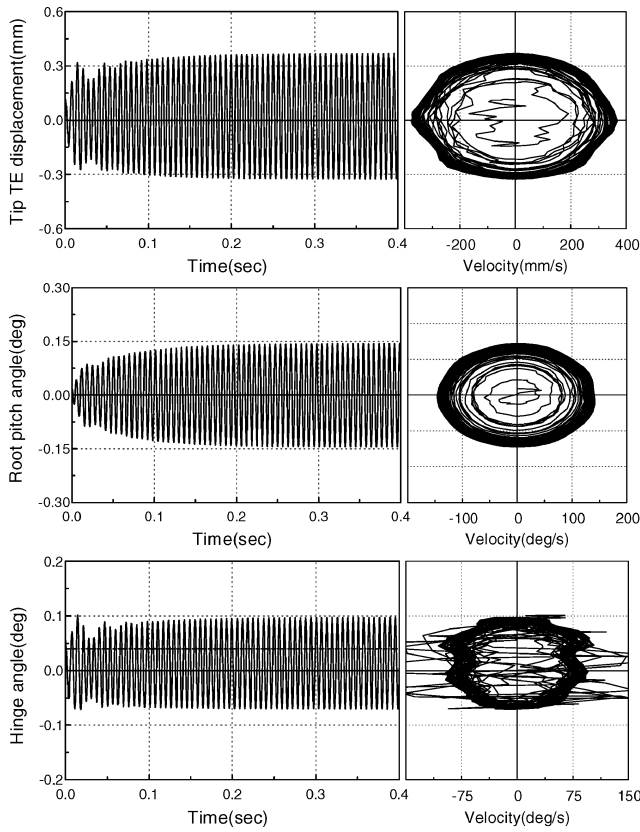 Tip TE displacement(mm)
0.6
0.3
0.0
-0.3
-0.6
0.0 0.1 0.2 0.3 0.4
Time(sec)
-200 0 200 400
Velocity(mm/s)
Root pitch angle(deg)
0.30
0.15
0.00
-0.15
-0.30
0.0 0.1 0.2 0.3 0.4
Time(sec)
-100 0 100 200
Velocity(deg/s)
Hinge angle(deg)
0.2
0.1
0.0
-0.1
-0.2
0.0 0.1 0.2 0.3 0.4
Time(sec)
-75 0 75 150
Velocity(deg/s)